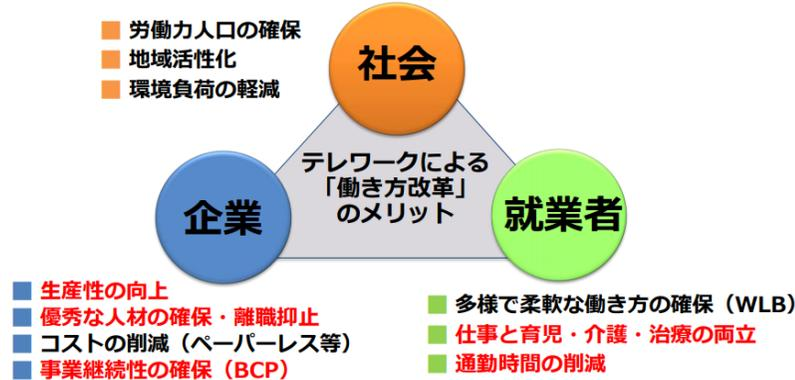 労働力人口の確保
地域活性化
環境負荷の軽減
社会
テレワークによる
「働き方改革」
のメリット
企業
就業者
生産性の向上
優秀な人材の確保・離職抑止
コストの削減（ペーパーレス等）
事業継続性の確保（BCP）
多様で柔軟な働き方の確保（WLB）
仕事と育児・介護・治療の両立
通勤時間の削減